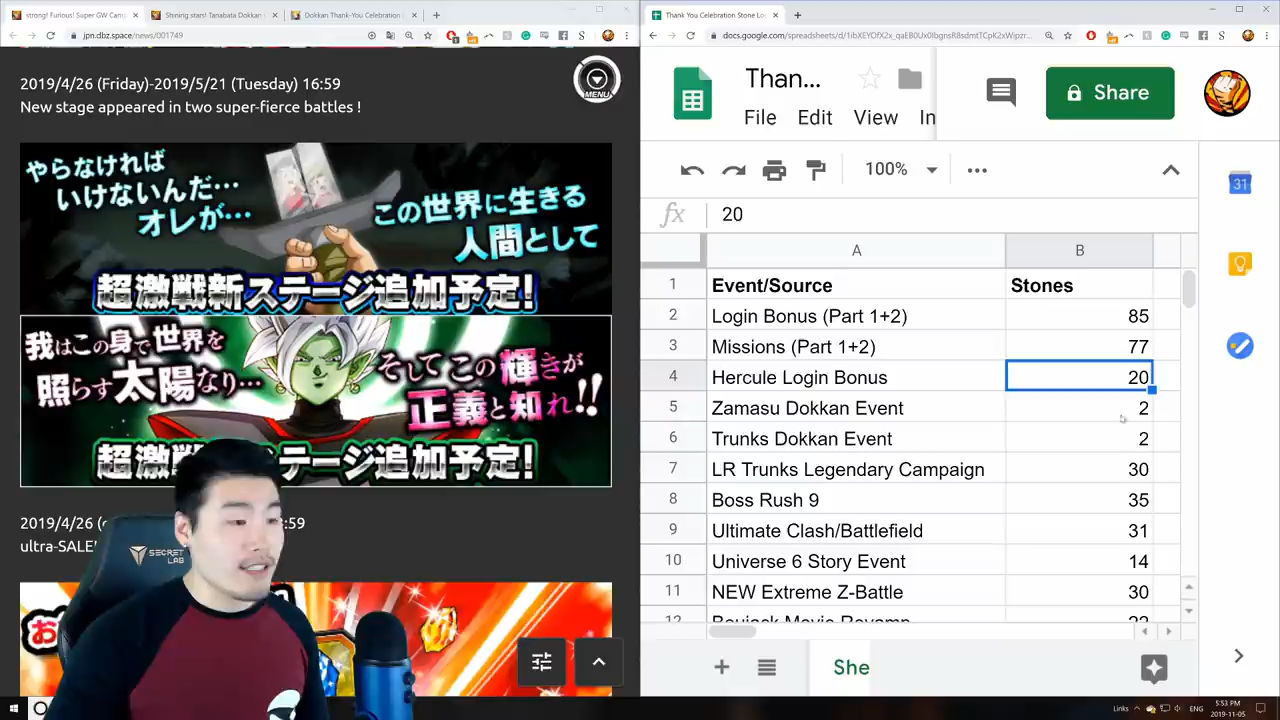 strong! Furious! Super GW Cam
Shining stars! Tanabata Dokkan
Dokkan Thank-You Celebration
Thank You Celebration Stone Lo
jpn.dbz.space/news/001749
2019/4/26 (Friday)-2019/5/21 (Tuesday) 16:59
New stage appeared in two super-fierce battles !
MENU
やらなければ
いけないんだ…
オレが…
この世界に生きる
人間として
超激戦新ステージ追加予定!
我はこの身で世界を
照らす太陽なり…
そしてこの輝きが
正義と知れ!!
ステージ追加予定!
2019/4/26
:59
ultra-SALE
SECRET
LAB
Than...
File Edit View In
Share
100%
fx 20
A B
1 Event/Source Stones
2 Login Bonus (Part 1+2) 85
3 Missions (Part 1+2) 77
4 Hercule Login Bonus 20
5 Zamasu Dokkan Event 2
6 Trunks Dokkan Event 2
7 LR Trunks Legendary Campaign 30
8 Boss Rush 9 35
9 Ultimate Clash/Battlefield 31
10 Universe 6 Story Event 14
11 NEW Extreme Z-Battle 30
12 Boujack Movie Revamp 22
She
31
Links
ENG
5:53 PM
2019-11-05